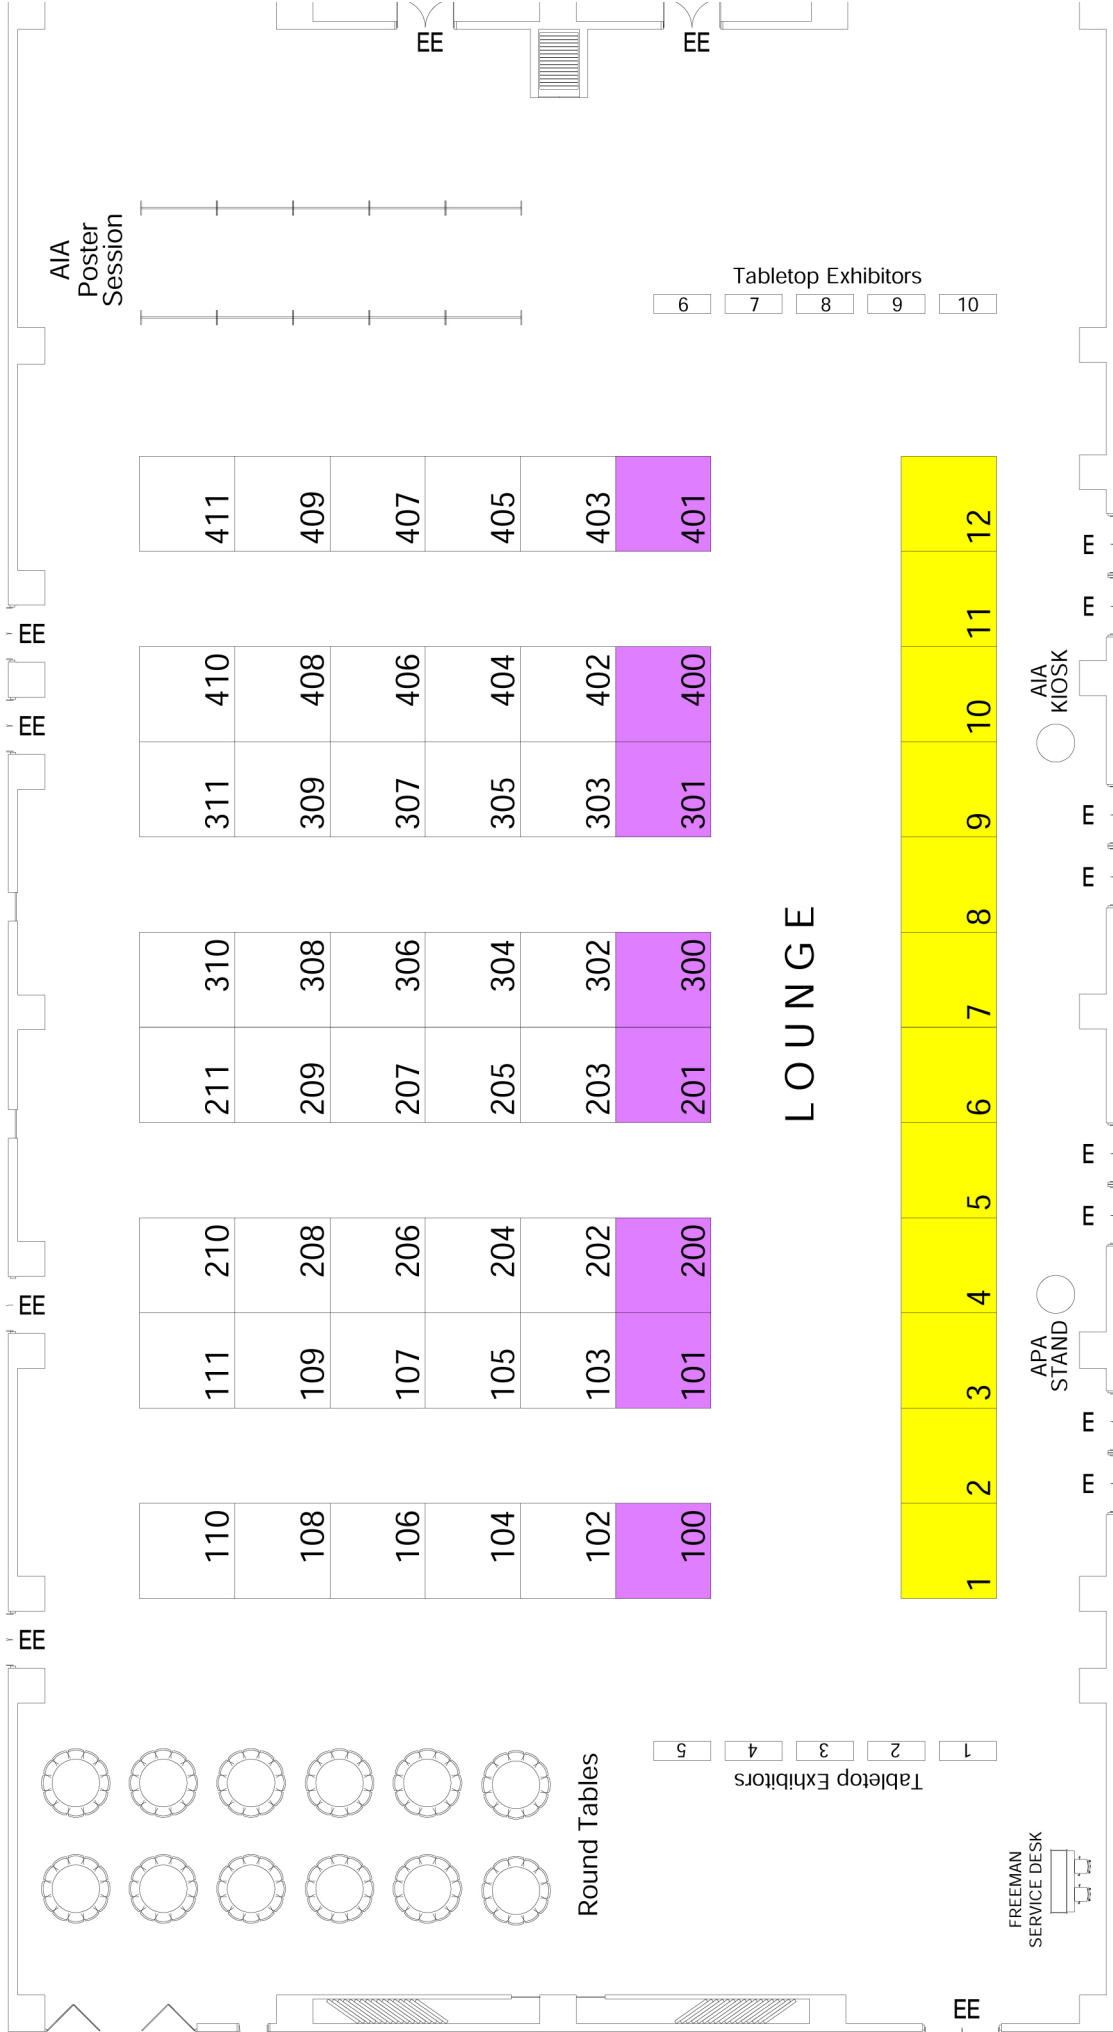 EE
EE
AIA
Poster
Session
Tabletop Exhibitors
6 7 8 9 10
411 409 407 405 403 401
12
E
11
E
EE
410 408 406 404 402 400
10
AIA
KIOSK
EE
311 309 307 305 303 301
9
E
8
E
310 308 306 304 302 300
7
LOUNGE
211 209 207 205 203 201
6
E
5
E
210 208 206 204 202 200
4
EE
111 109 107 105 103 101
3
APA
STAND
E
2
E
110 108 106 104 102 100
1
EE
5 4 3 2 1
Tabletop Exhibitors
Round Tables
FREEMAN
SERVICE DESK
EE